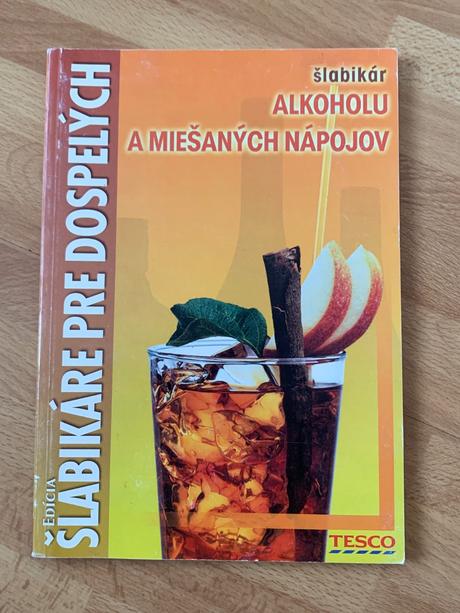 šlabikár
ALKOHOLU
A MIEŠANÝCH NÁPOJOV
EDÍCIA
ŠLABIKÁRE PRE DOSPELÝCH
TESCO